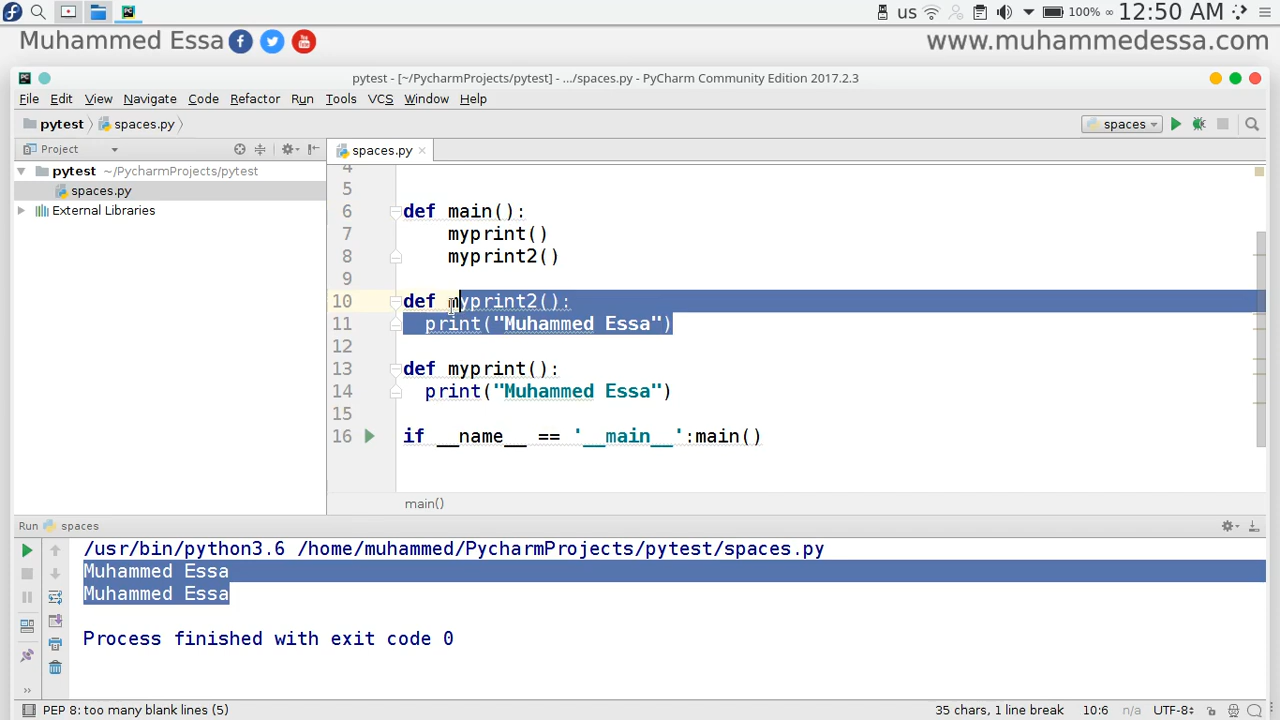 us 100% 12:50 AM
Muhammed Essa www.muhammedessa.com
pytest - [~/PycharmProjects/pytest] - .../spaces.py - PyCharm Community Edition 2017.2.3
File Edit View Navigate Code Refactor Run Tools VCS Window Help
pytest spaces.py spaces
Project spaces.py
pytest ~/PycharmProjects/pytest
spaces.py
External Libraries
4
5
6 def main():
7 myprint()
8 myprint2()
9
10 def myprint2():
11 print("Muhammed Essa")
12
13 def myprint():
14 print("Muhammed Essa")
15
16 if __name__ == '__main__':main()
main()
Run spaces
/usr/bin/python3.6 /home/muhammed/PycharmProjects/pytest/spaces.py
Muhammed Essa
Muhammed Essa
Process finished with exit code 0
PEP 8: too many blank lines (5) 35 chars, 1 line break 10:6 n/a UTF-8